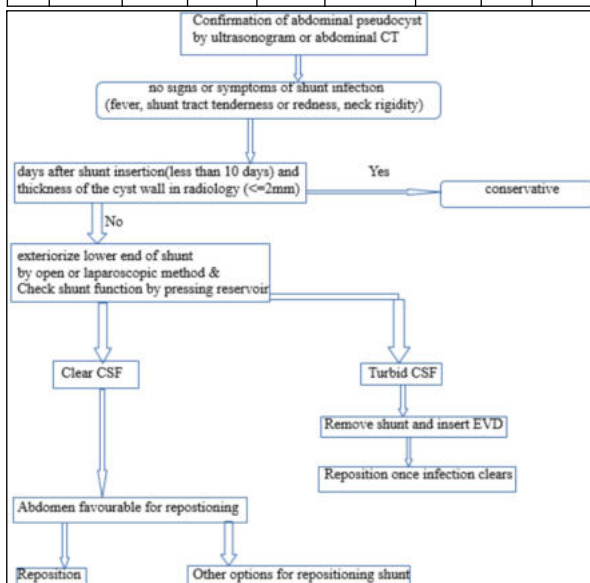 Confirmation of abdominal pseudocyst
by ultrasonogram or abdominal CT
no signs or symptoms of shunt infection
(fever, shunt tract tenderness or redness, neck rigidity)
days after shunt insertion(less than 10 days) and
thickness of the cyst wall in radiology (<=2mm)
Yes
conservative
No
exteriorize lower end of shunt
by open or laparoscopic method &
Check shunt function by pressing reservoir
Clear CSF
Turbid CSF
Remove shunt and insert EVD
Reposition once infection clears
Abdomen favourable for repostioning
Reposition
Other options for repositioning shunt